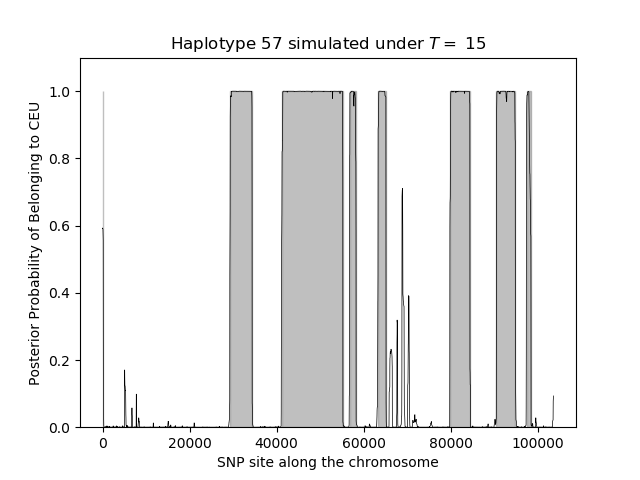 Haplotype 57 simulated under T = 15
Posterior Probability of Belonging to CEU
1.0
0.8
0.6
0.4
0.2
0.0
0 20000 40000 60000 80000 100000
SNP site along the chromosome